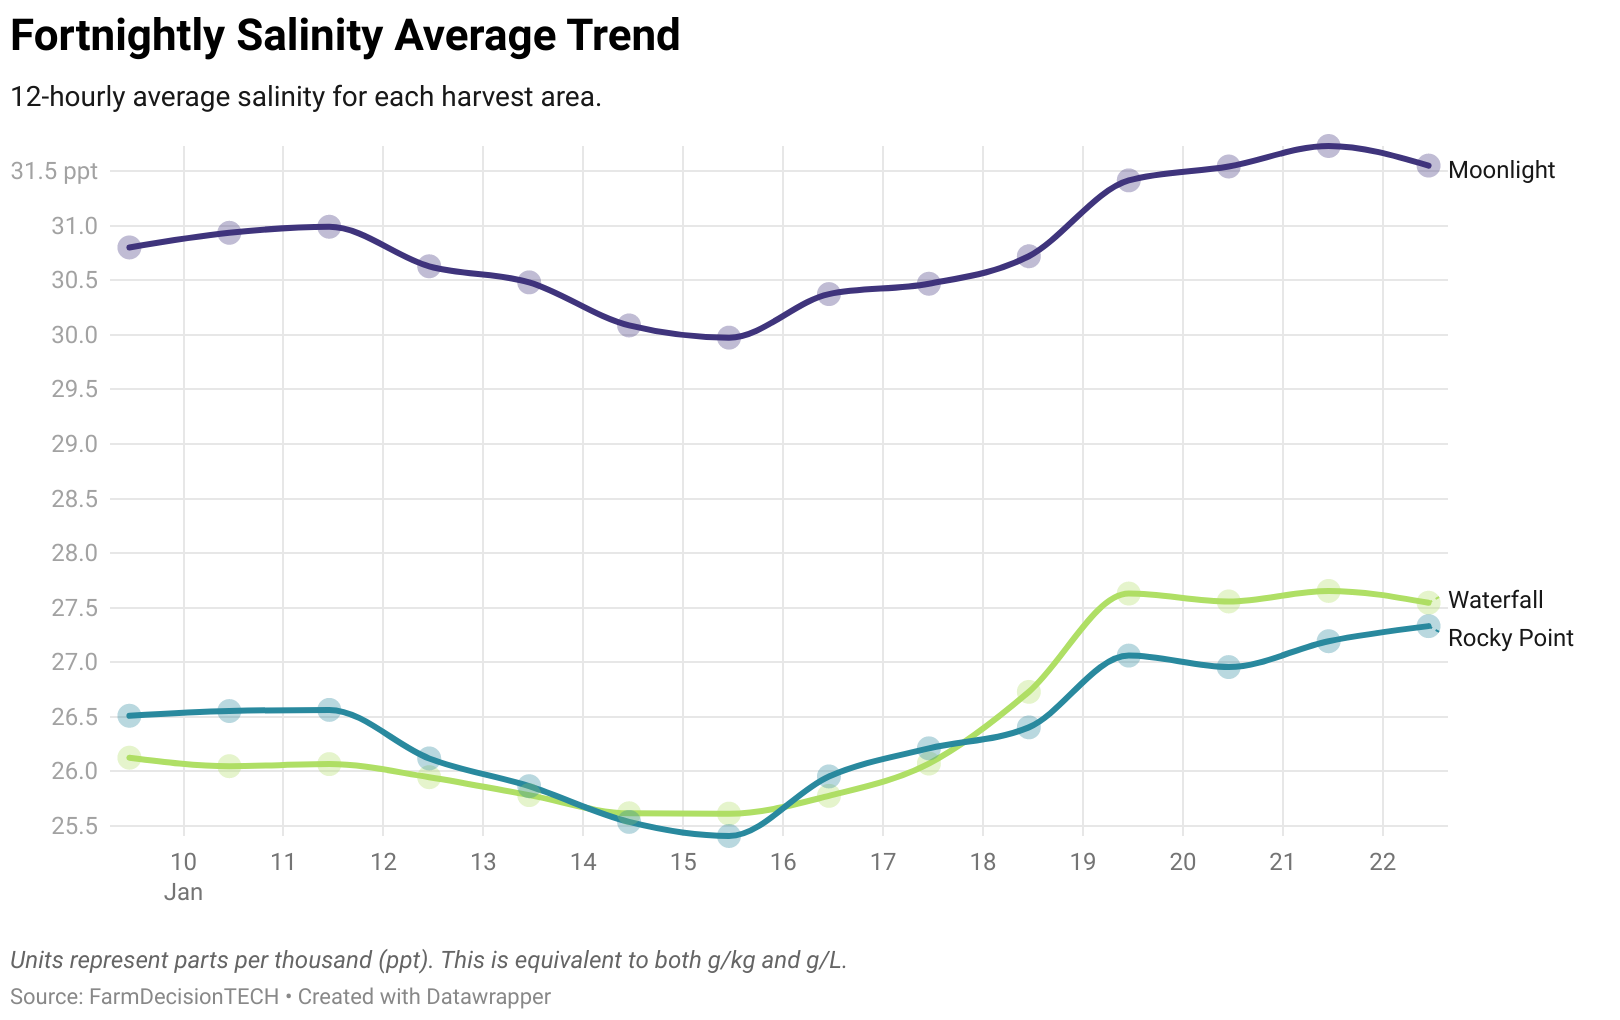 Fortnightly Salinity Average Trend
12-hourly average salinity for each harvest area.
31.5 ppt
31.0
30.5
30.0
29.5
29.0
28.5
28.0
27.5
27.0
26.5
26.0
25.5
Moonlight
Waterfall
Rocky Point
10 11 12 13 14 15 16 17 18 19 20 21 22
Jan
Units represent parts per thousand (ppt). This is equivalent to both g/kg and g/L.
Source: FarmDecisionTECH • Created with Datawrapper